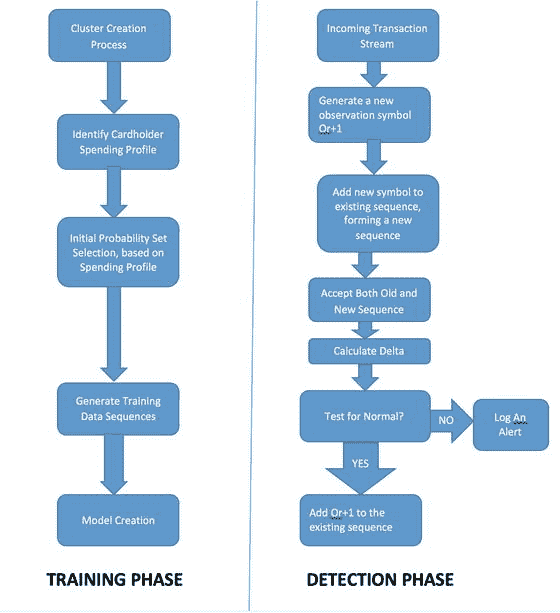 Cluster Creation
Process
Identify Cardholder
Spending Profile
Initial Probability Set
Selection, based on
Spending Profile
Generate Training
Data Sequences
Model Creation
TRAINING PHASE
Incoming Transaction
Stream
Generate a new
observation symbol
Or+1
Add new symbol to
existing sequence,
forming a new
sequence
Accept Both Old and
New Sequence
Calculate Delta
Test for Normal?
NO
Log An
Alert
YES
Add Or+1 to the
existing sequence
DETECTION PHASE